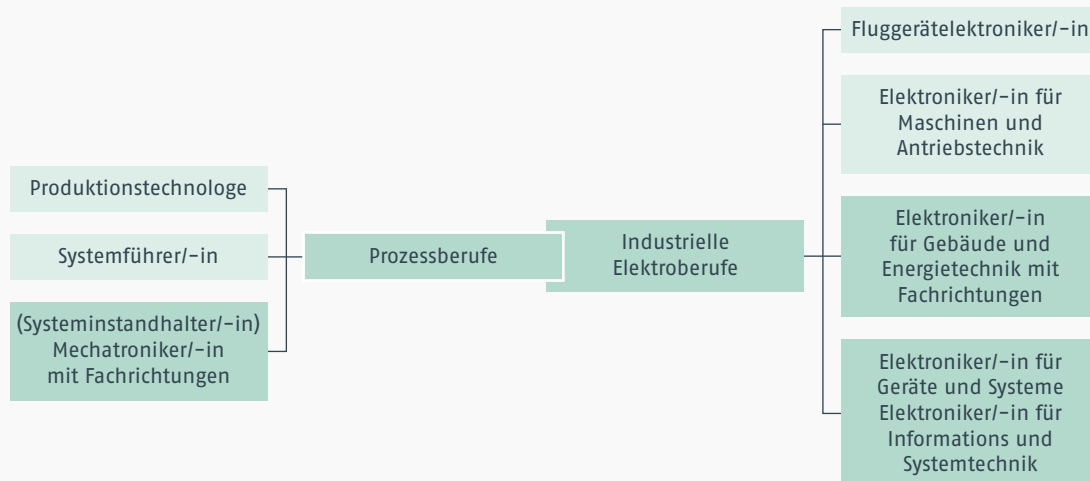 Produktionstechnologe
Systemführer/-in
(Systeminstandhalter/-in)
Mechatroniker/-in
mit Fachrichtungen
Prozessberufe
Industrielle
Elektroberufe
Fluggerätelektroniker/-in
Elektroniker/-in für
Maschinen und
Antriebstechnik
Elektroniker/-in
für Gebäude und
Energietechnik mit
Fachrichtungen
Elektroniker/-in für
Geräte und Systeme
Elektroniker/-in für
Informations und
Systemtechnik